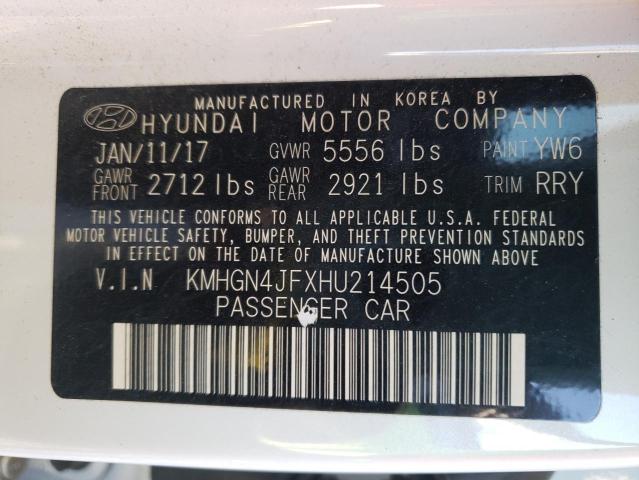 MANUFACTURED IN KOREA BY
HYUNDAI MOTOR COMPANY
JAN/11/17 GVWR 5556 lbs PAINT YW6
GAWR FRONT 2712 lbs GAWR REAR 2921 lbs TRIM RRY
THIS VEHICLE CONFORMS TO ALL APPLICABLE U.S.A. FEDERAL
MOTOR VEHICLE SAFETY, BUMPER, AND THEFT PREVENTION STANDARDS
IN EFFECT ON THE DATE OF MANUFACTURE SHOWN ABOVE.
V.I.N KMHGN4JFXHU214505
PASSENGER CAR